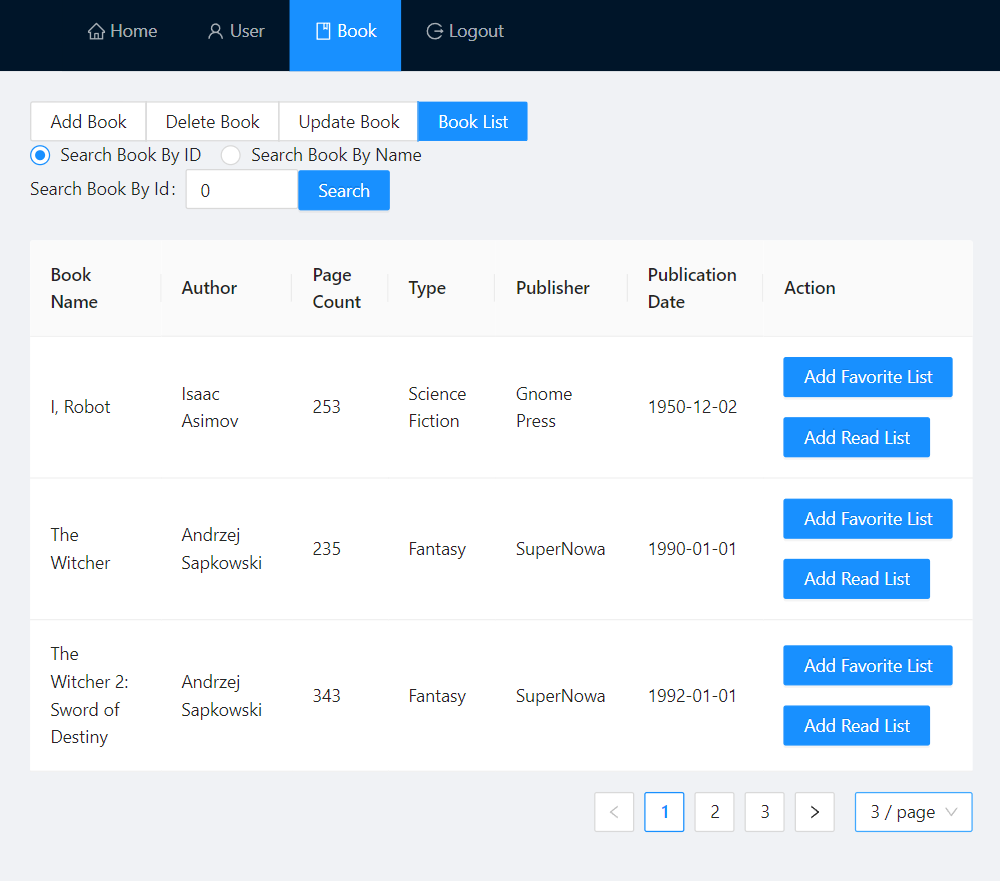 Home User Book Logout
Add Book Delete Book Update Book Book List
Search Book By ID Search Book By Name
Search Book By Id: 0 Search
Book Name Author Page Count Type Publisher Publication Date Action
I, Robot Isaac Asimov 253 Science Fiction Gnome Press 1950-12-02 Add Favorite List
Add Read List
The Witcher Andrzej Sapkowski 235 Fantasy SuperNowa 1990-01-01 Add Favorite List
Add Read List
The Witcher 2: Sword of Destiny Andrzej Sapkowski 343 Fantasy SuperNowa 1992-01-01 Add Favorite List
Add Read List
< 1 2 3 > 3 / page